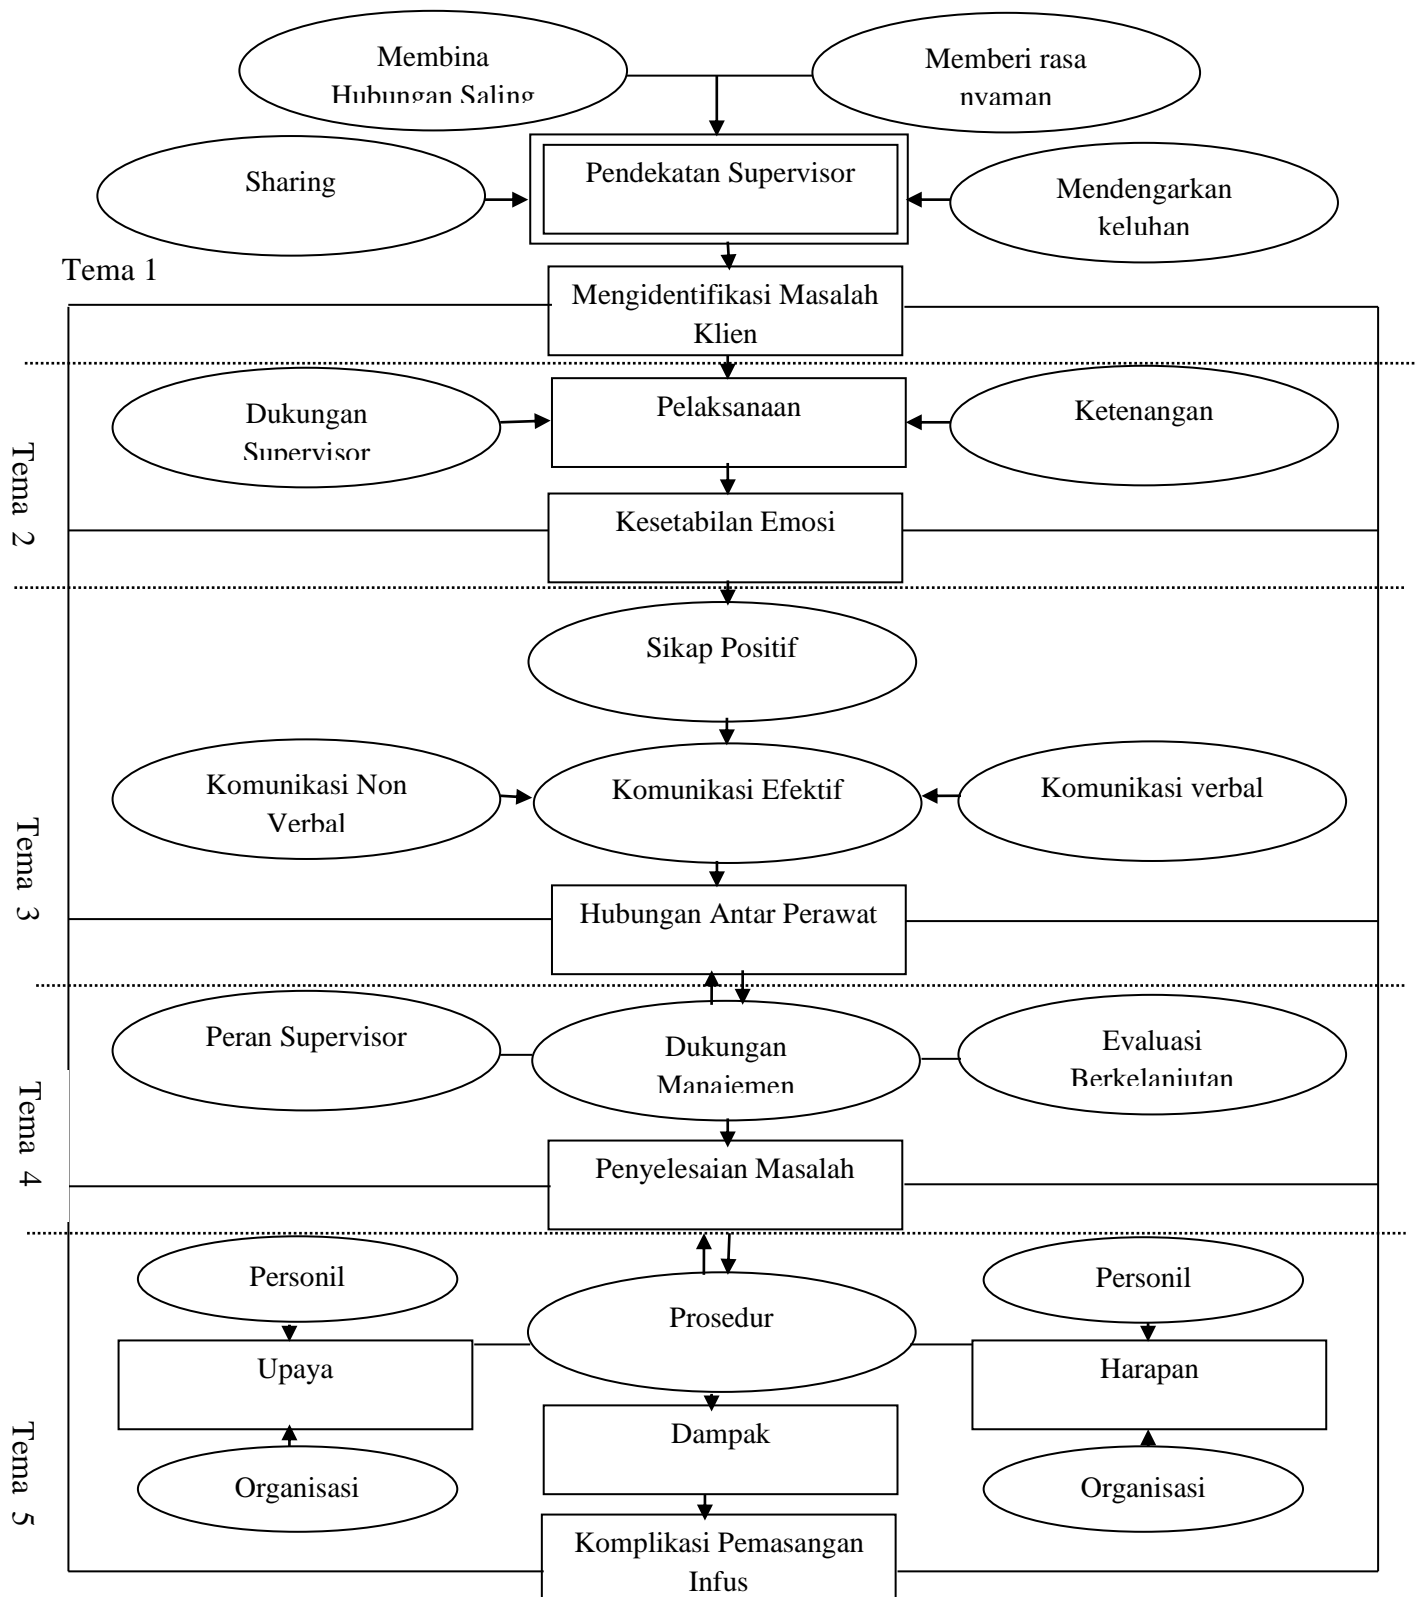 Membina
Hubungan Saling
Memberi rasa
nyaman
Sharing
Pendekatan Supervisor
Mendengarkan
keluhan
Tema 1
Mengidentifikasi Masalah
Klien
Dukungan
Supervisor
Pelaksanaan
Ketenangan
Tema 2
Kesetabilan Emosi
Sikap Positif
Komunikasi Non
Verbal
Komunikasi Efektif
Komunikasi verbal
Tema 3
Hubungan Antar Perawat
Peran Supervisor
Dukungan
Manajemen
Evaluasi
Berkelanjutan
Tema 4
Penyelesaian Masalah
Personil
Prosedur
Personil
Upaya
Harapan
Tema 5
Dampak
Organisasi
Organisasi
Komplikasi Pemasangan
Infus